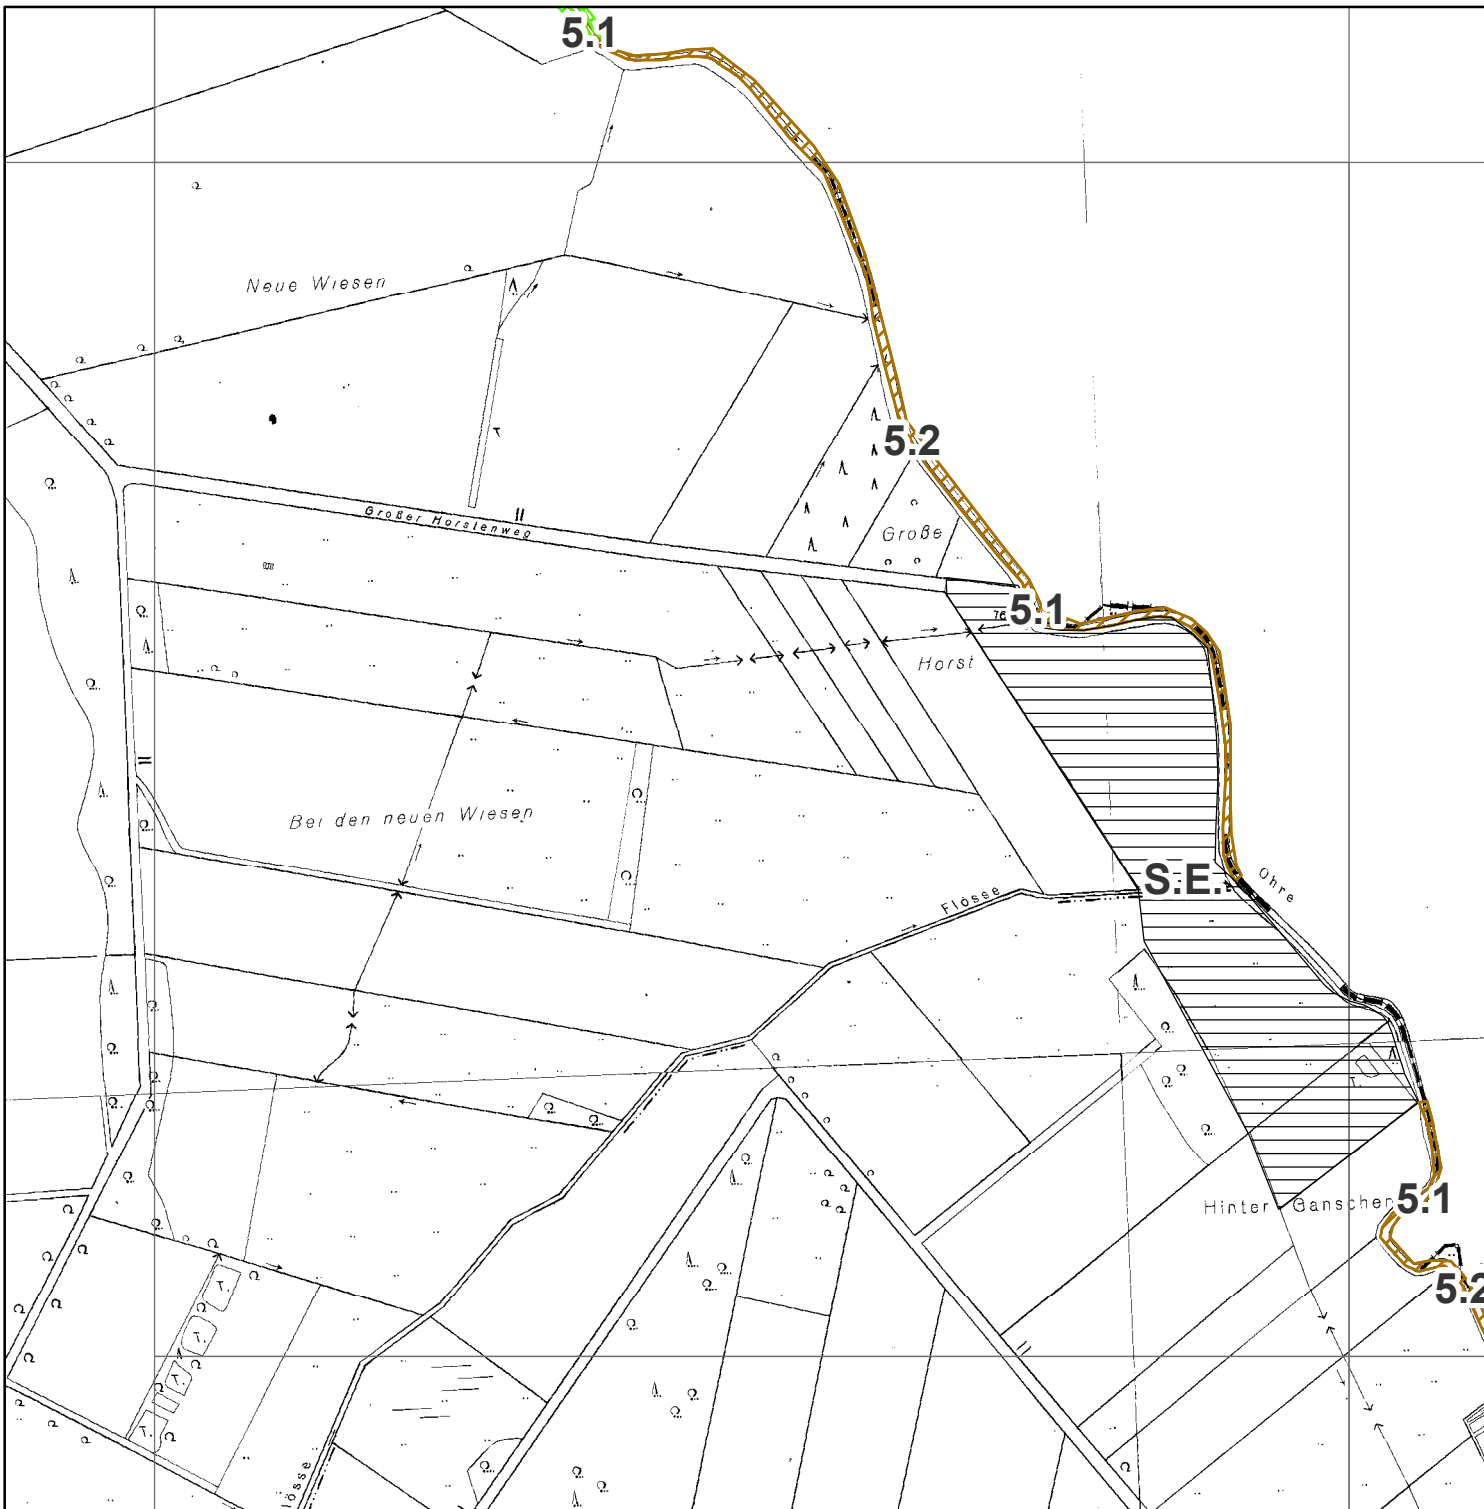 5.1
Neue Wiesen
5.2
Großer Horstenweg
Große
5.1
76
Horst
Bei den neuen Wiesen
S.E.
Ohre
Flösse
5.1
Hinter Ganschen
5.2
lösse